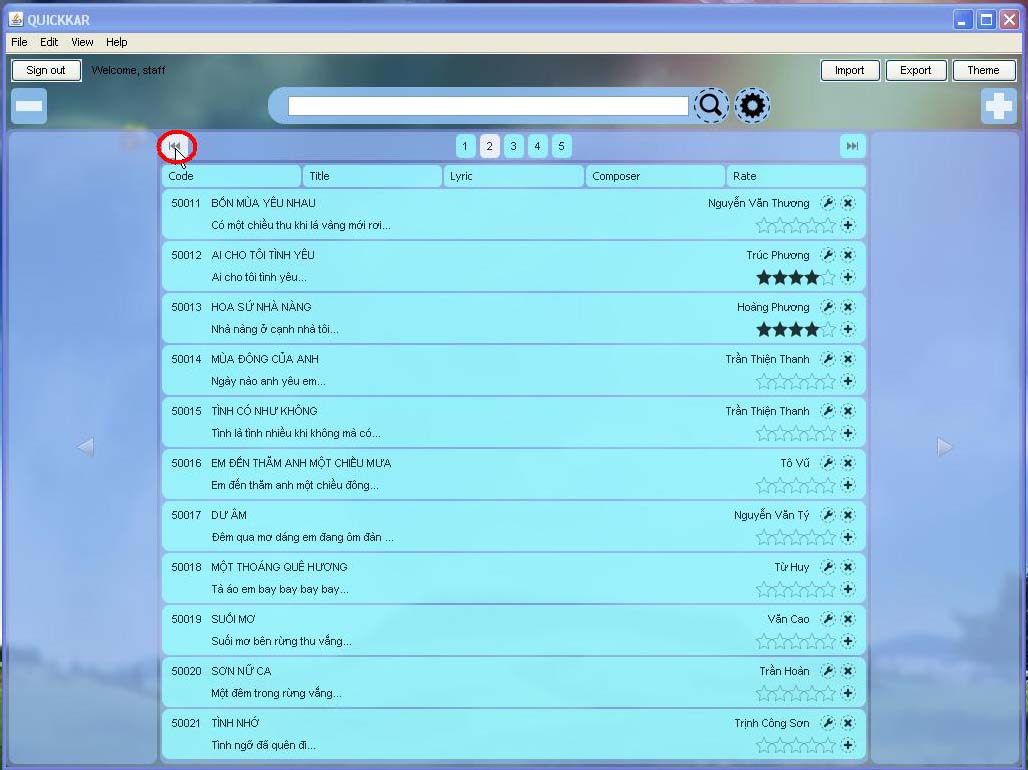 QUICKKAR
File Edit View Help
Sign out Welcome, staff Import Export Theme
1 2 3 4 5
Code Title Lyric Composer Rate
50011 BỐN MÙA YÊU NHAU Nguyễn Văn Thương
Có một chiều thu khi lá vàng mới rơi...
50012 AI CHO TÔI TÌNH YÊU Trúc Phương
Ai cho tôi tình yêu...
50013 HOA SỨ NHÀ NÀNG Hoàng Phương
Nhà nàng ở cạnh nhà tôi...
50014 MÙA ĐÔNG CỦA ANH Trần Thiện Thanh
Ngày nào anh yêu em...
50015 TÌNH CÓ NHƯ KHÔNG Trần Thiện Thanh
Tình là tình nhiều khi không mà có...
50016 EM ĐẾN THĂM ANH MỘT CHIỀU MƯA Tô Vũ
Em đến thăm anh một chiều đông...
50017 DƯ ÂM Nguyễn Văn Tý
Đêm qua mơ dáng em đang ôm đàn ...
50018 MỘT THOÁNG QUÊ HƯƠNG Từ Huy
Tà áo em bay bay bay bay...
50019 SUỐI MƠ Văn Cao
Suối mơ bên rừng thu vắng...
50020 SƠN NỮ CA Trần Hoàn
Một đêm trong rừng vắng...
50021 TÌNH NHỚ Trịnh Công Sơn
Tình ngỡ đã quên đi...